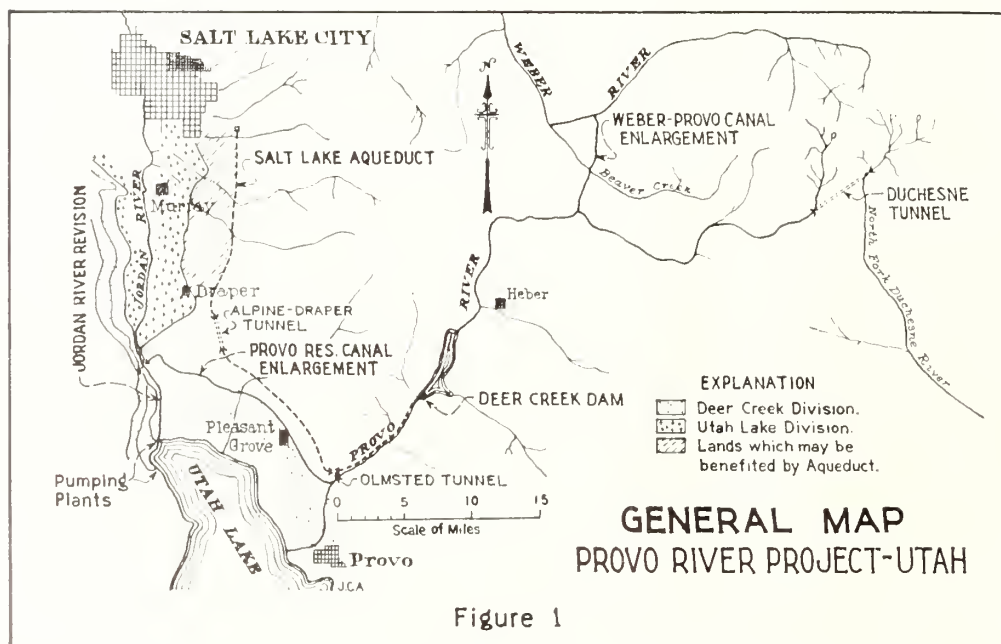 SALT LAKE CITY
WEBER
RIVER
N
WEBER-PROVO CANAL
ENLARGEMENT
SALT LAKE AQUEDUCT
Beaver Creek
DUCHESNE
TUNNEL
JORDAN RIVER REVISION
JORDAN RIVER
Murray
North Fork Duchesne River
RIVER
Heber
Draper
ALPINE-DRAPER
TUNNEL
PROVO RES. CANAL
ENLARGEMENT
DEER CREEK DAM
EXPLANATION
Deer Creek Division.
Utah Lake Division.
Lands which may be
benefited by Aqueduct.
Pleasant
Grove
PROVO
OLMSTED TUNNEL
Pumping
Plants
UTAH LAKE
0 5 10 15
Scale of Miles
Provo
J.C.A
GENERAL MAP
PROVO RIVER PROJECT-UTAH
Figure 1